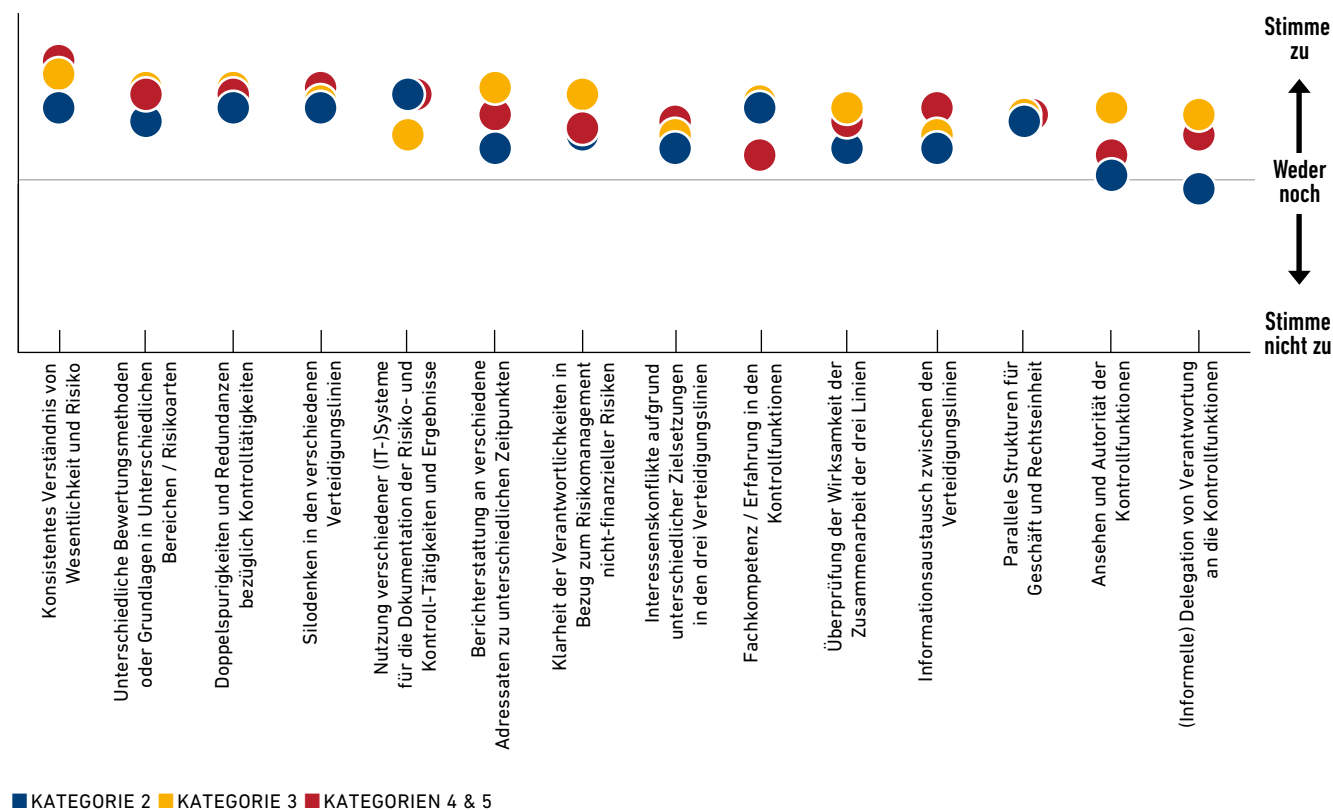 Stimme
zu
Weder
noch
Stimme
nicht zu
Konsistentes Verständnis von
Wesentlichkeit und Risiko
Unterschiedliche Bewertungsmethoden
oder Grundlagen in Unterschiedlichen
Bereichen / Risikoarten
Doppelspurigkeiten und Redundanzen
bezüglich Kontrolltätigkeiten
Silodenken in den verschiedenen
Verteidigungslinien
Nutzung verschiedener (IT-)Systeme
für die Dokumentation der Risiko- und
Kontroll-Tätigkeiten und Ergebnisse
Berichterstattung an verschiedene
Adressaten zu unterschiedlichen Zeitpunkten
Klarheit der Verantwortlichkeiten in
Bezug zum Risikomanagement
nicht-finanzieller Risiken
Interessenskonflikte aufgrund
unterschiedlicher Zielsetzungen
in den drei Verteidigungslinien
Fachkompetenz / Erfahrung in den
Kontrollfunktionen
Überprüfung der Wirksamkeit der
Zusammenarbeit der drei Linien
Informationsaustausch zwischen den
Verteidigungslinien
Parallele Strukturen für
Geschäft und Rechtseinheit
Ansehen und Autorität der
Kontrollfunktionen
(Informelle) Delegation von Verantwortung
an die Kontrollfunktionen
KATEGORIE 2 KATEGORIE 3 KATEGORIEN 4 & 5